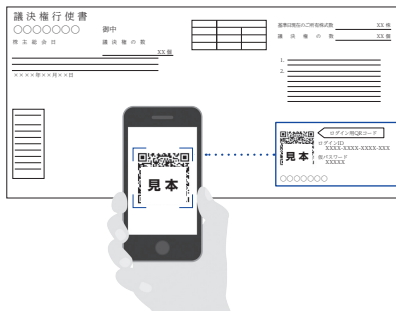 議決権行使書
○○○○○○○ 御中
株主総会日 議決権の数 XX個
××××年××月××日
基準日現在のご所有株式数 XX株
議決権の数 XX個
1.
2.
ログイン用QRコード
見本
ログインID
XXXX-XXXX-XXXX-XXX
仮パスワード
XXXXX
○○○○○○○
見本